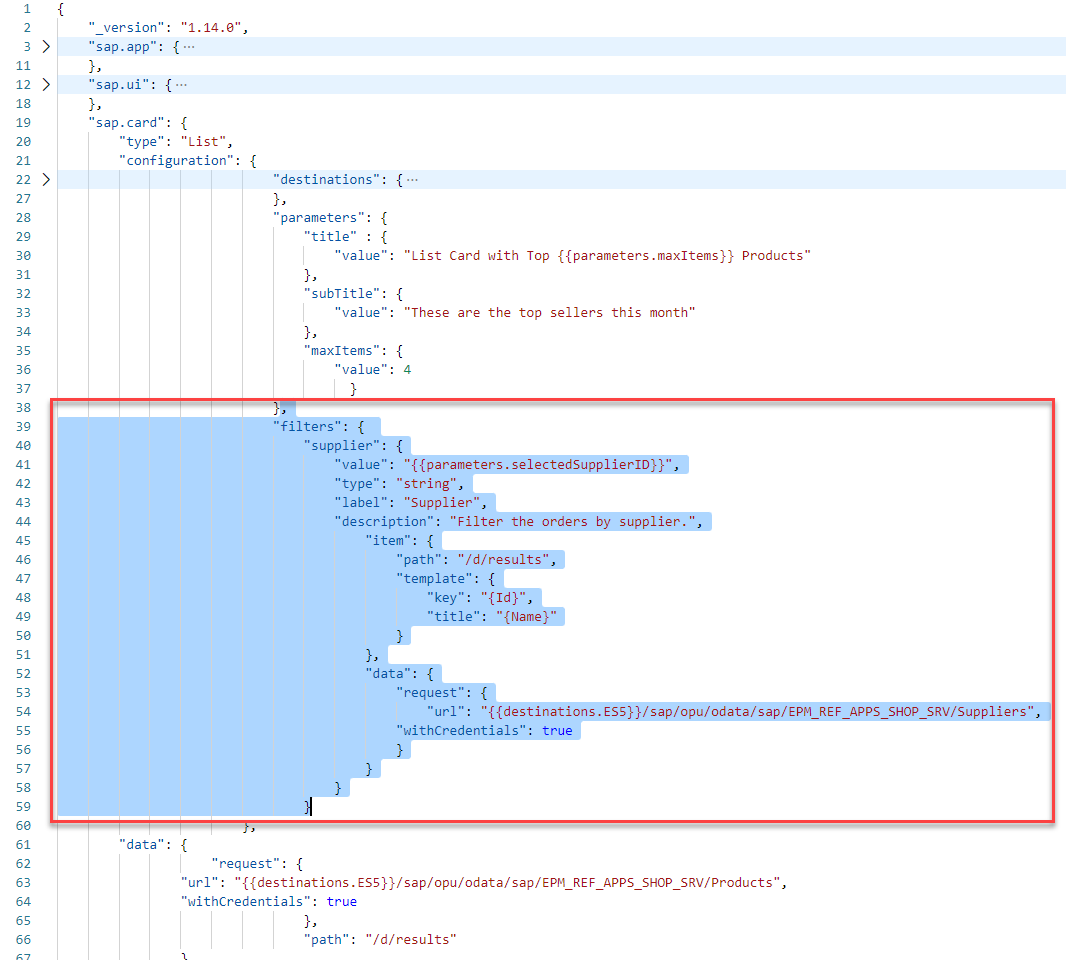 1 {
2 "_version": "1.14.0",
3 "sap.app": { ...
11 },
12 "sap.ui": { ...
18 },
19 "sap.card": {
20 "type": "List",
21 "configuration": {
22 "destinations": { ...
27 },
28 "parameters": {
29 "title" : {
30 "value": "List Card with Top {{parameters.maxItems}} Products"
31 },
32 "subTitle": {
33 "value": "These are the top sellers this month"
34 },
35 "maxItems": {
36 "value": 4
37 }
38 },
39 "filters": {
40 "supplier": {
41 "value": "{{parameters.selectedSupplierID}}",
42 "type": "string",
43 "label": "Supplier",
44 "description": "Filter the orders by supplier.",
45 "item": {
46 "path": "/d/results",
47 "template": {
48 "key": "{Id}",
49 "title": "{Name}"
50 }
51 },
52 "data": {
53 "request": {
54 "url": "{{destinations.ES5}}/sap/opu/odata/sap/EPM_REF_APPS_SHOP_SRV/Suppliers",
55 "withCredentials": true
56 }
57 }
58 }
59 }
60 },
61 "data": {
62 "request": {
63 "url": "{{destinations.ES5}}/sap/opu/odata/sap/EPM_REF_APPS_SHOP_SRV/Products",
64 "withCredentials": true
65 },
66 "path": "/d/results"
67 }